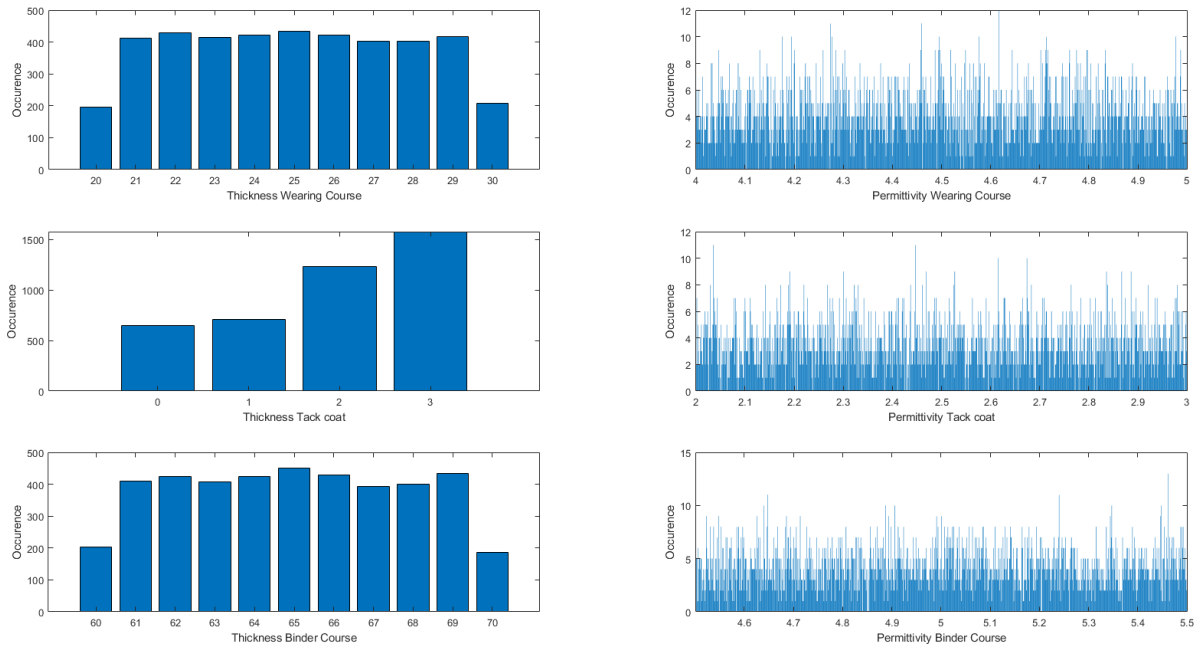 500
400
300
200
100
0
Occurence
20 21 22 23 24 25 26 27 28 29 30
Thickness Wearing Course
12
10
8
6
4
2
0
Occurence
4 4.1 4.2 4.3 4.4 4.5 4.6 4.7 4.8 4.9 5
Permittivity Wearing Course
1500
1000
500
0
Occurence
0 1 2 3
Thickness Tack coat
12
10
8
6
4
2
0
Occurence
2 2.1 2.2 2.3 2.4 2.5 2.6 2.7 2.8 2.9 3
Permittivity Tack coat
500
400
300
200
100
0
Occurence
60 61 62 63 64 65 66 67 68 69 70
Thickness Binder Course
15
10
5
0
Occurence
4.6 4.7 4.8 4.9 5 5.1 5.2 5.3 5.4 5.5
Permittivity Binder Course